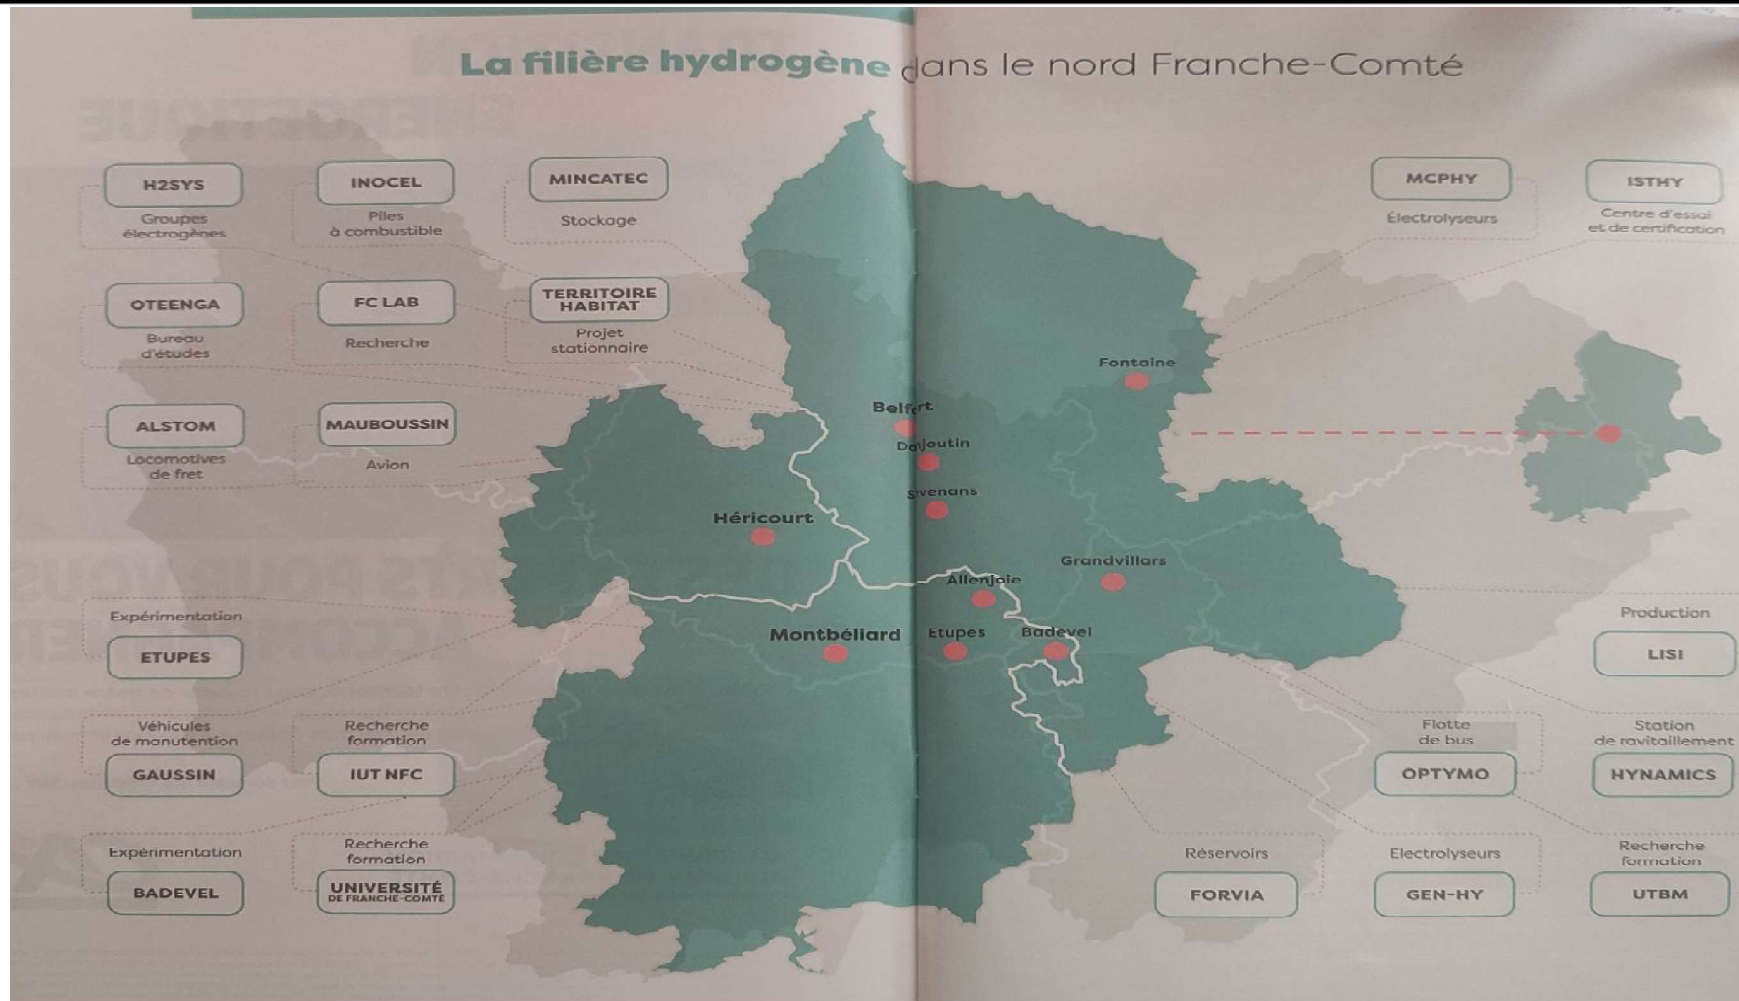 La filière hydrogène dans le nord Franche-Comté
H2SYS
Groupes
électrogènes
INOCEL
Piles
à combustible
MINCATEC
Stockage
MCPHY
Électrolyseurs
ISTHY
Centre d'essai
et de certification
OTEENGA
Bureau
d'études
FC LAB
Recherche
TERRITOIRE
HABITAT
Projet
stationnaire
ALSTOM
Locomotives
de fret
MAUBOUSSIN
Avion
Fontaine
Belfort
Danjoutin
Sevenans
Héricourt
Grandvillars
Allenjoie
Montbéliard
Etupes
Badevel
Expérimentation
ETUPES
Véhicules
de manutention
GAUSSIN
Recherche
formation
IUT NFC
Expérimentation
BADEVEL
Recherche
formation
UNIVERSITÉ
DE FRANCHE-COMTÉ
Production
LISI
Flotte
de bus
OPTYMO
Station
de ravitaillement
HYNAMICS
Réservoirs
FORVIA
Electrolyseurs
GEN-HY
Recherche
formation
UTBM